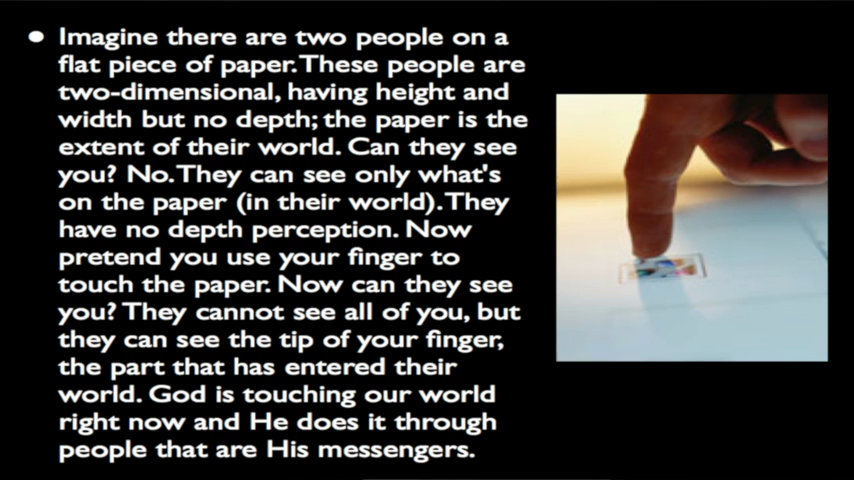 • Imagine there are two people on a
flat piece of paper. These people are
two-dimensional, having height and
width but no depth; the paper is the
extent of their world. Can they see
you? No. They can see only what's
on the paper (in their world). They
have no depth perception. Now
pretend you use your finger to
touch the paper. Now can they see
you? They cannot see all of you, but
they can see the tip of your finger,
the part that has entered their
world. God is touching our world
right now and He does it through
people that are His messengers.